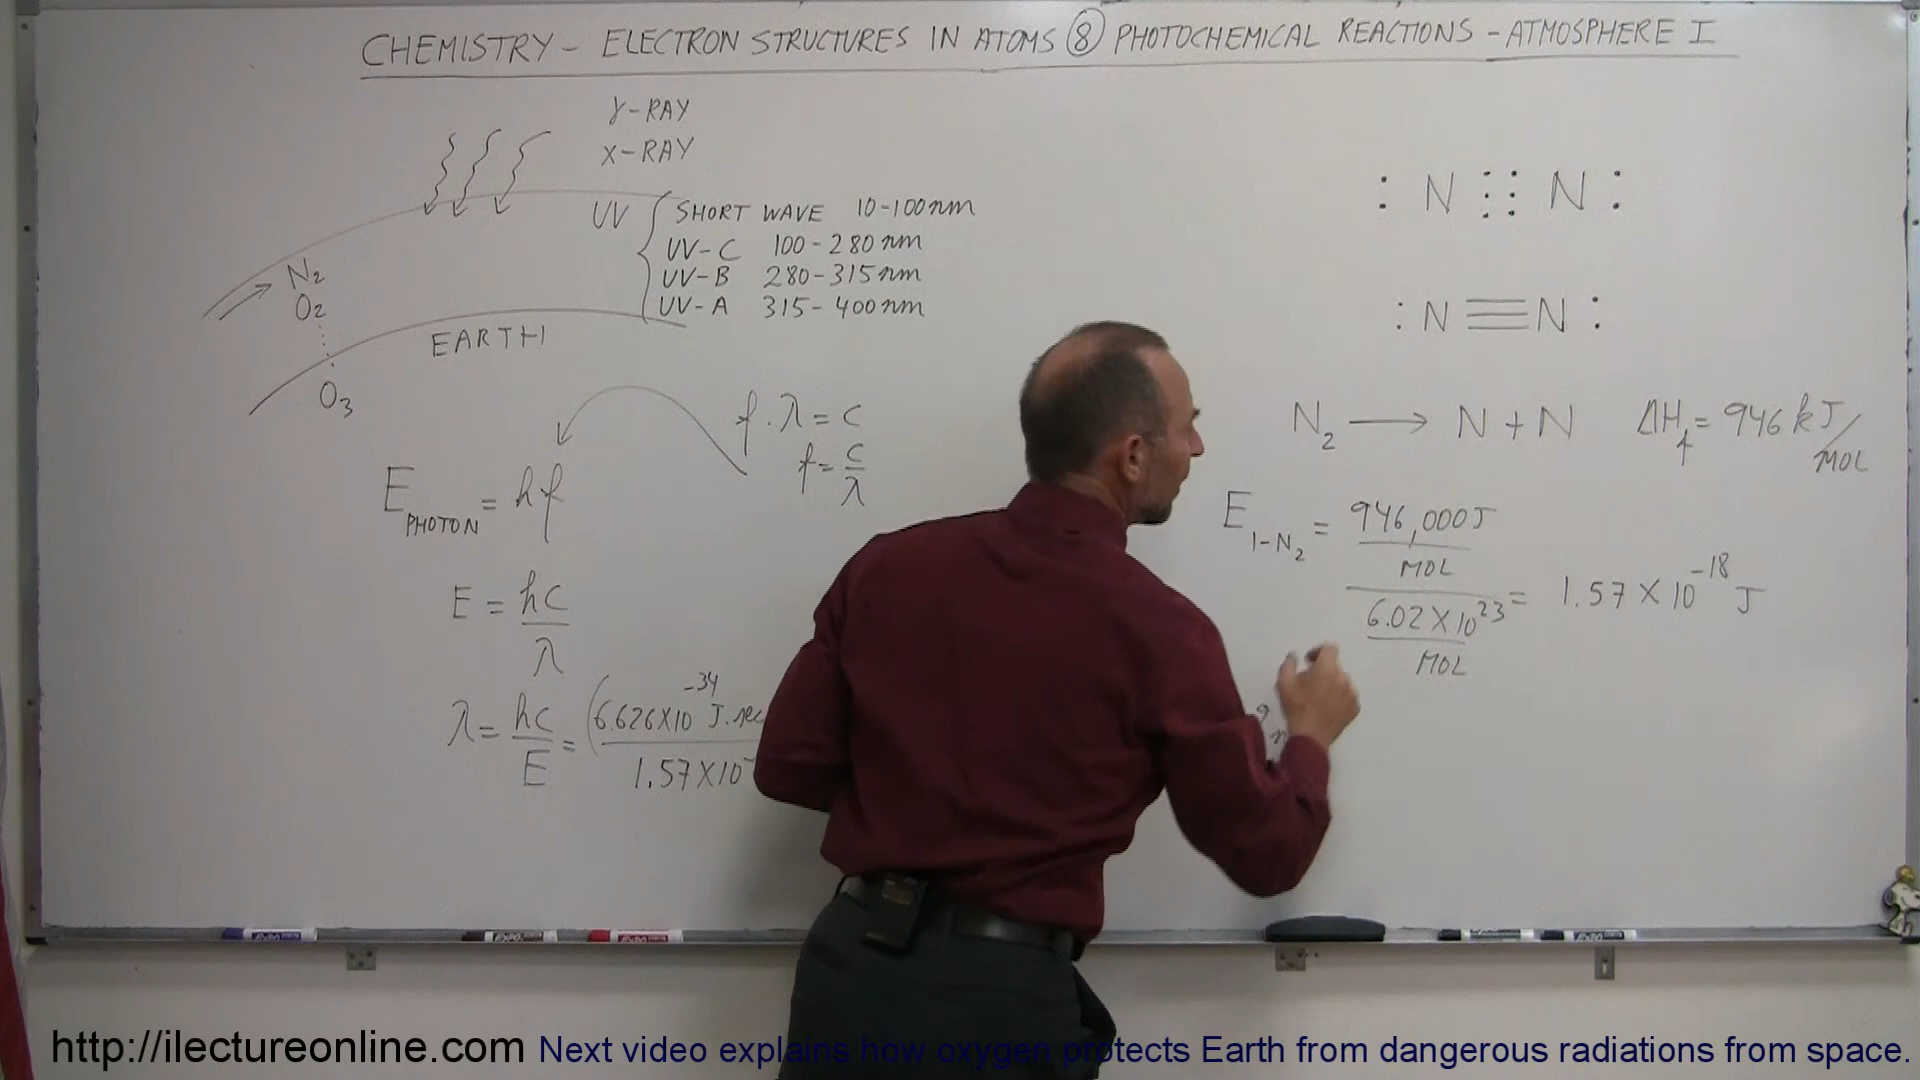 CHEMISTRY - ELECTRON STRUCTURES IN ATOMS ⑧ PHOTOCHEMICAL REACTIONS - ATMOSPHERE I
γ-RAY
X-RAY
UV { SHORT WAVE 10-100nm
UV-C 100-280nm
UV-B 280-315nm
UV-A 315-400nm
N₂
O₂
O₃
EARTH
f·λ = c
f = c/λ
E PHOTON = hf
E = hc/λ
λ = hc/E = (6.626×10⁻³⁴ J·sec
1.57×10⁻
: N ⋮⋮ N :
: N ≡ N :
N₂ → N + N ΔHf = 946 kJ/MOL
E 1-N₂ = 946,000J/MOL
6.02×10²³/MOL = 1.57×10⁻¹⁸ J
http://ilectureonline.com Next video explains how oxygen protects Earth from dangerous radiations from space.